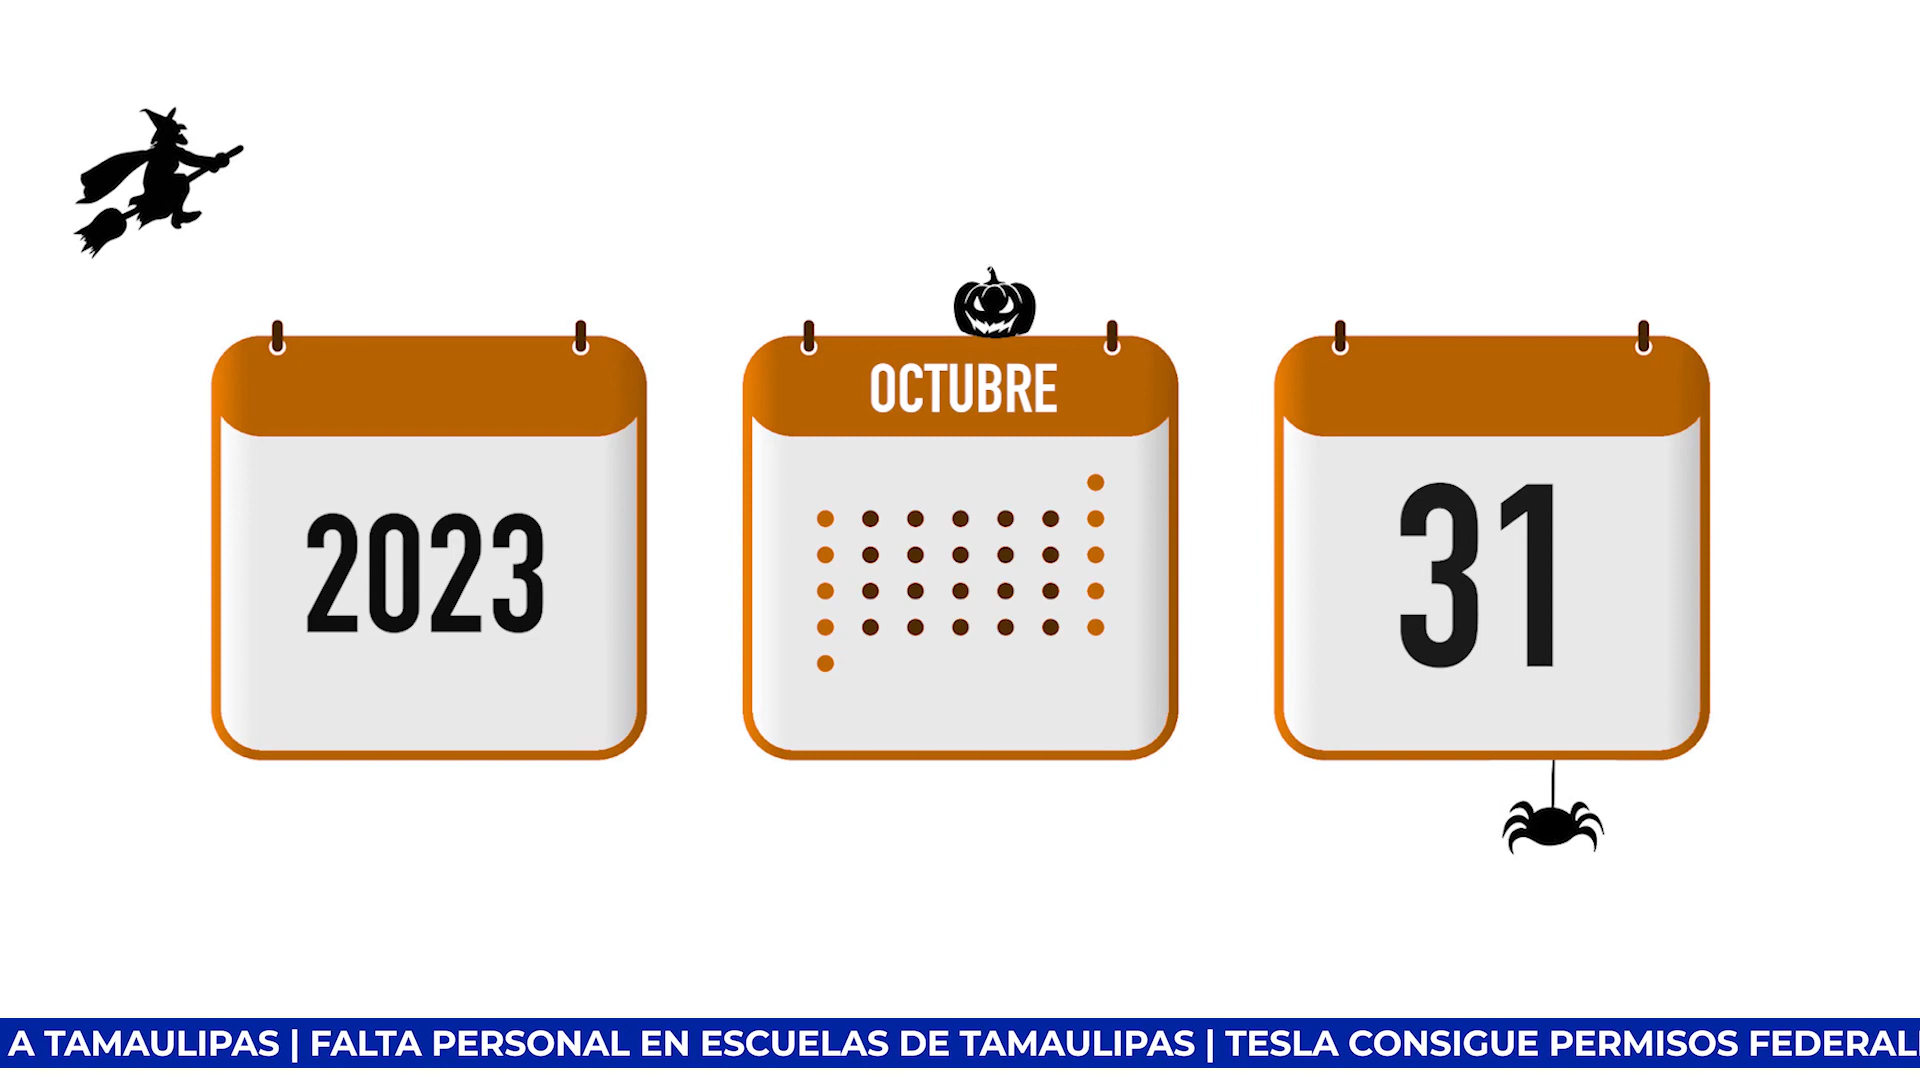 OCTUBRE
2023
31
A TAMAULIPAS | FALTA PERSONAL EN ESCUELAS DE TAMAULIPAS | TESLA CONSIGUE PERMISOS FEDERAL